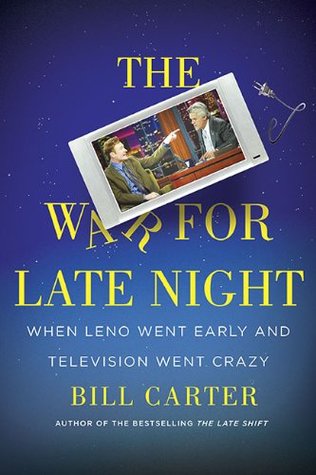 THE
WAR FOR
LATE NIGHT
WHEN LENO WENT EARLY AND
TELEVISION WENT CRAZY
BILL CARTER
AUTHOR OF THE BESTSELLING THE LATE SHIFT